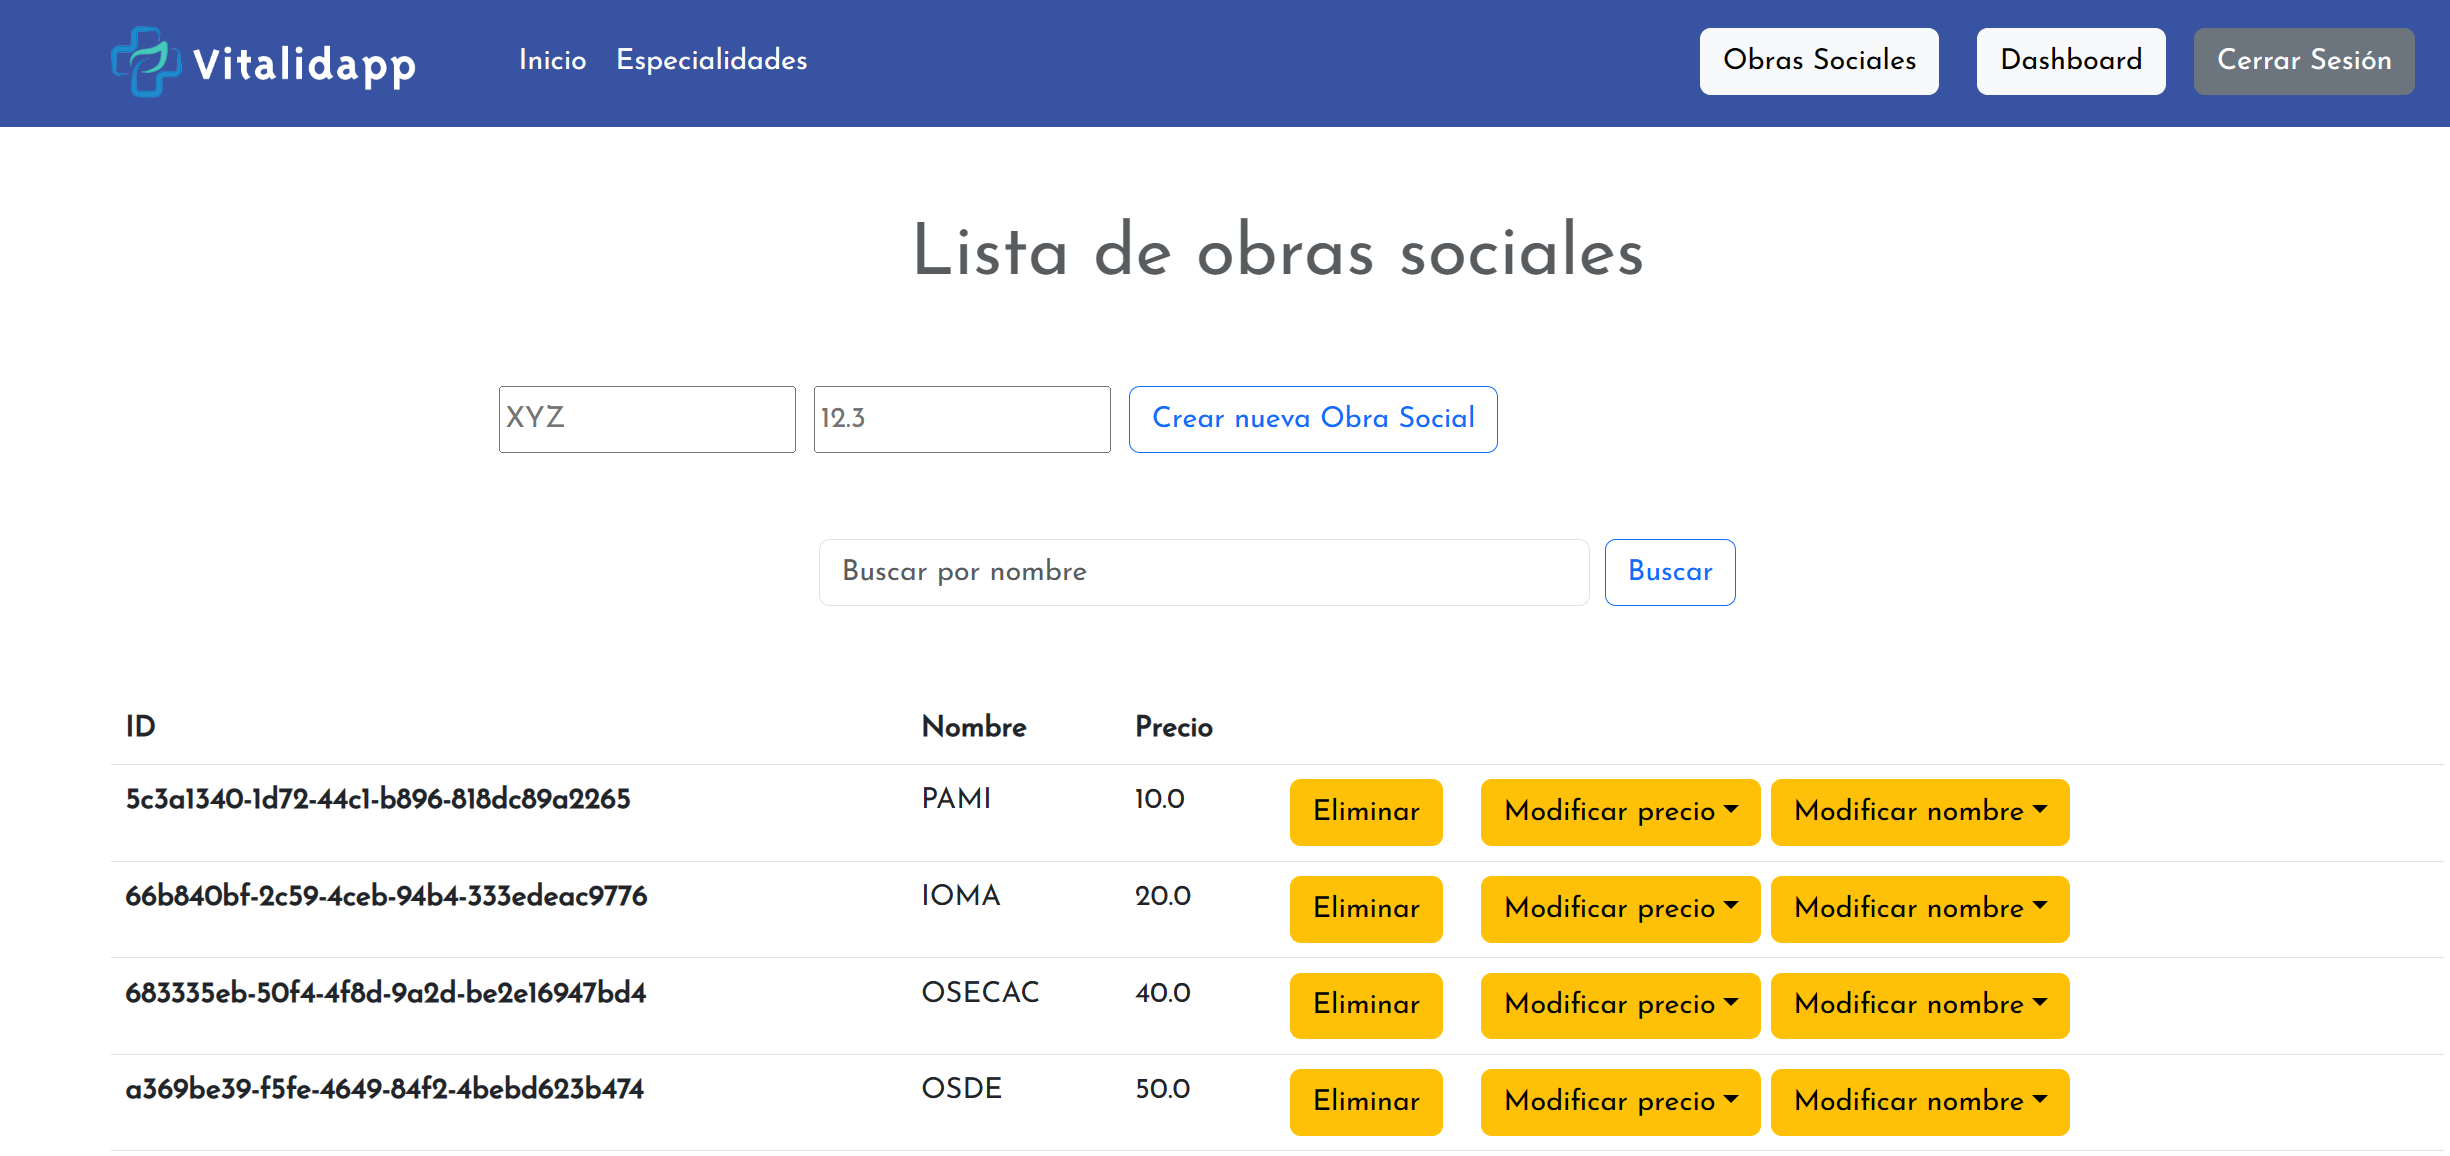 Vitalidapp Inicio Especialidades Obras Sociales Dashboard Cerrar Sesión
Lista de obras sociales
XYZ 12.3 Crear nueva Obra Social
Buscar por nombre Buscar
ID Nombre Precio
5c3a1340-1d72-44c1-b896-818dc89a2265 PAMI 10.0 Eliminar Modificar precio Modificar nombre
66b840bf-2c59-4ceb-94b4-333edeac9776 IOMA 20.0 Eliminar Modificar precio Modificar nombre
683335eb-50f4-4f8d-9a2d-be2e16947bd4 OSECAC 40.0 Eliminar Modificar precio Modificar nombre
a369be39-f5fe-4649-84f2-4bebd623b474 OSDE 50.0 Eliminar Modificar precio Modificar nombre